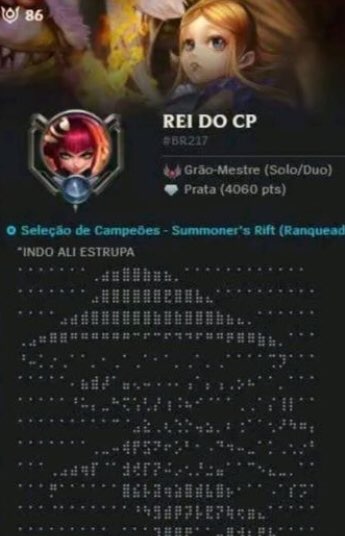 86
REI DO CP
#BR217
Grão-Mestre (Solo/Duo)
Prata (4060 pts)
Seleção de Campeões - Summoner's Rift (Ranquead
"INDO ALI ESTRUPA